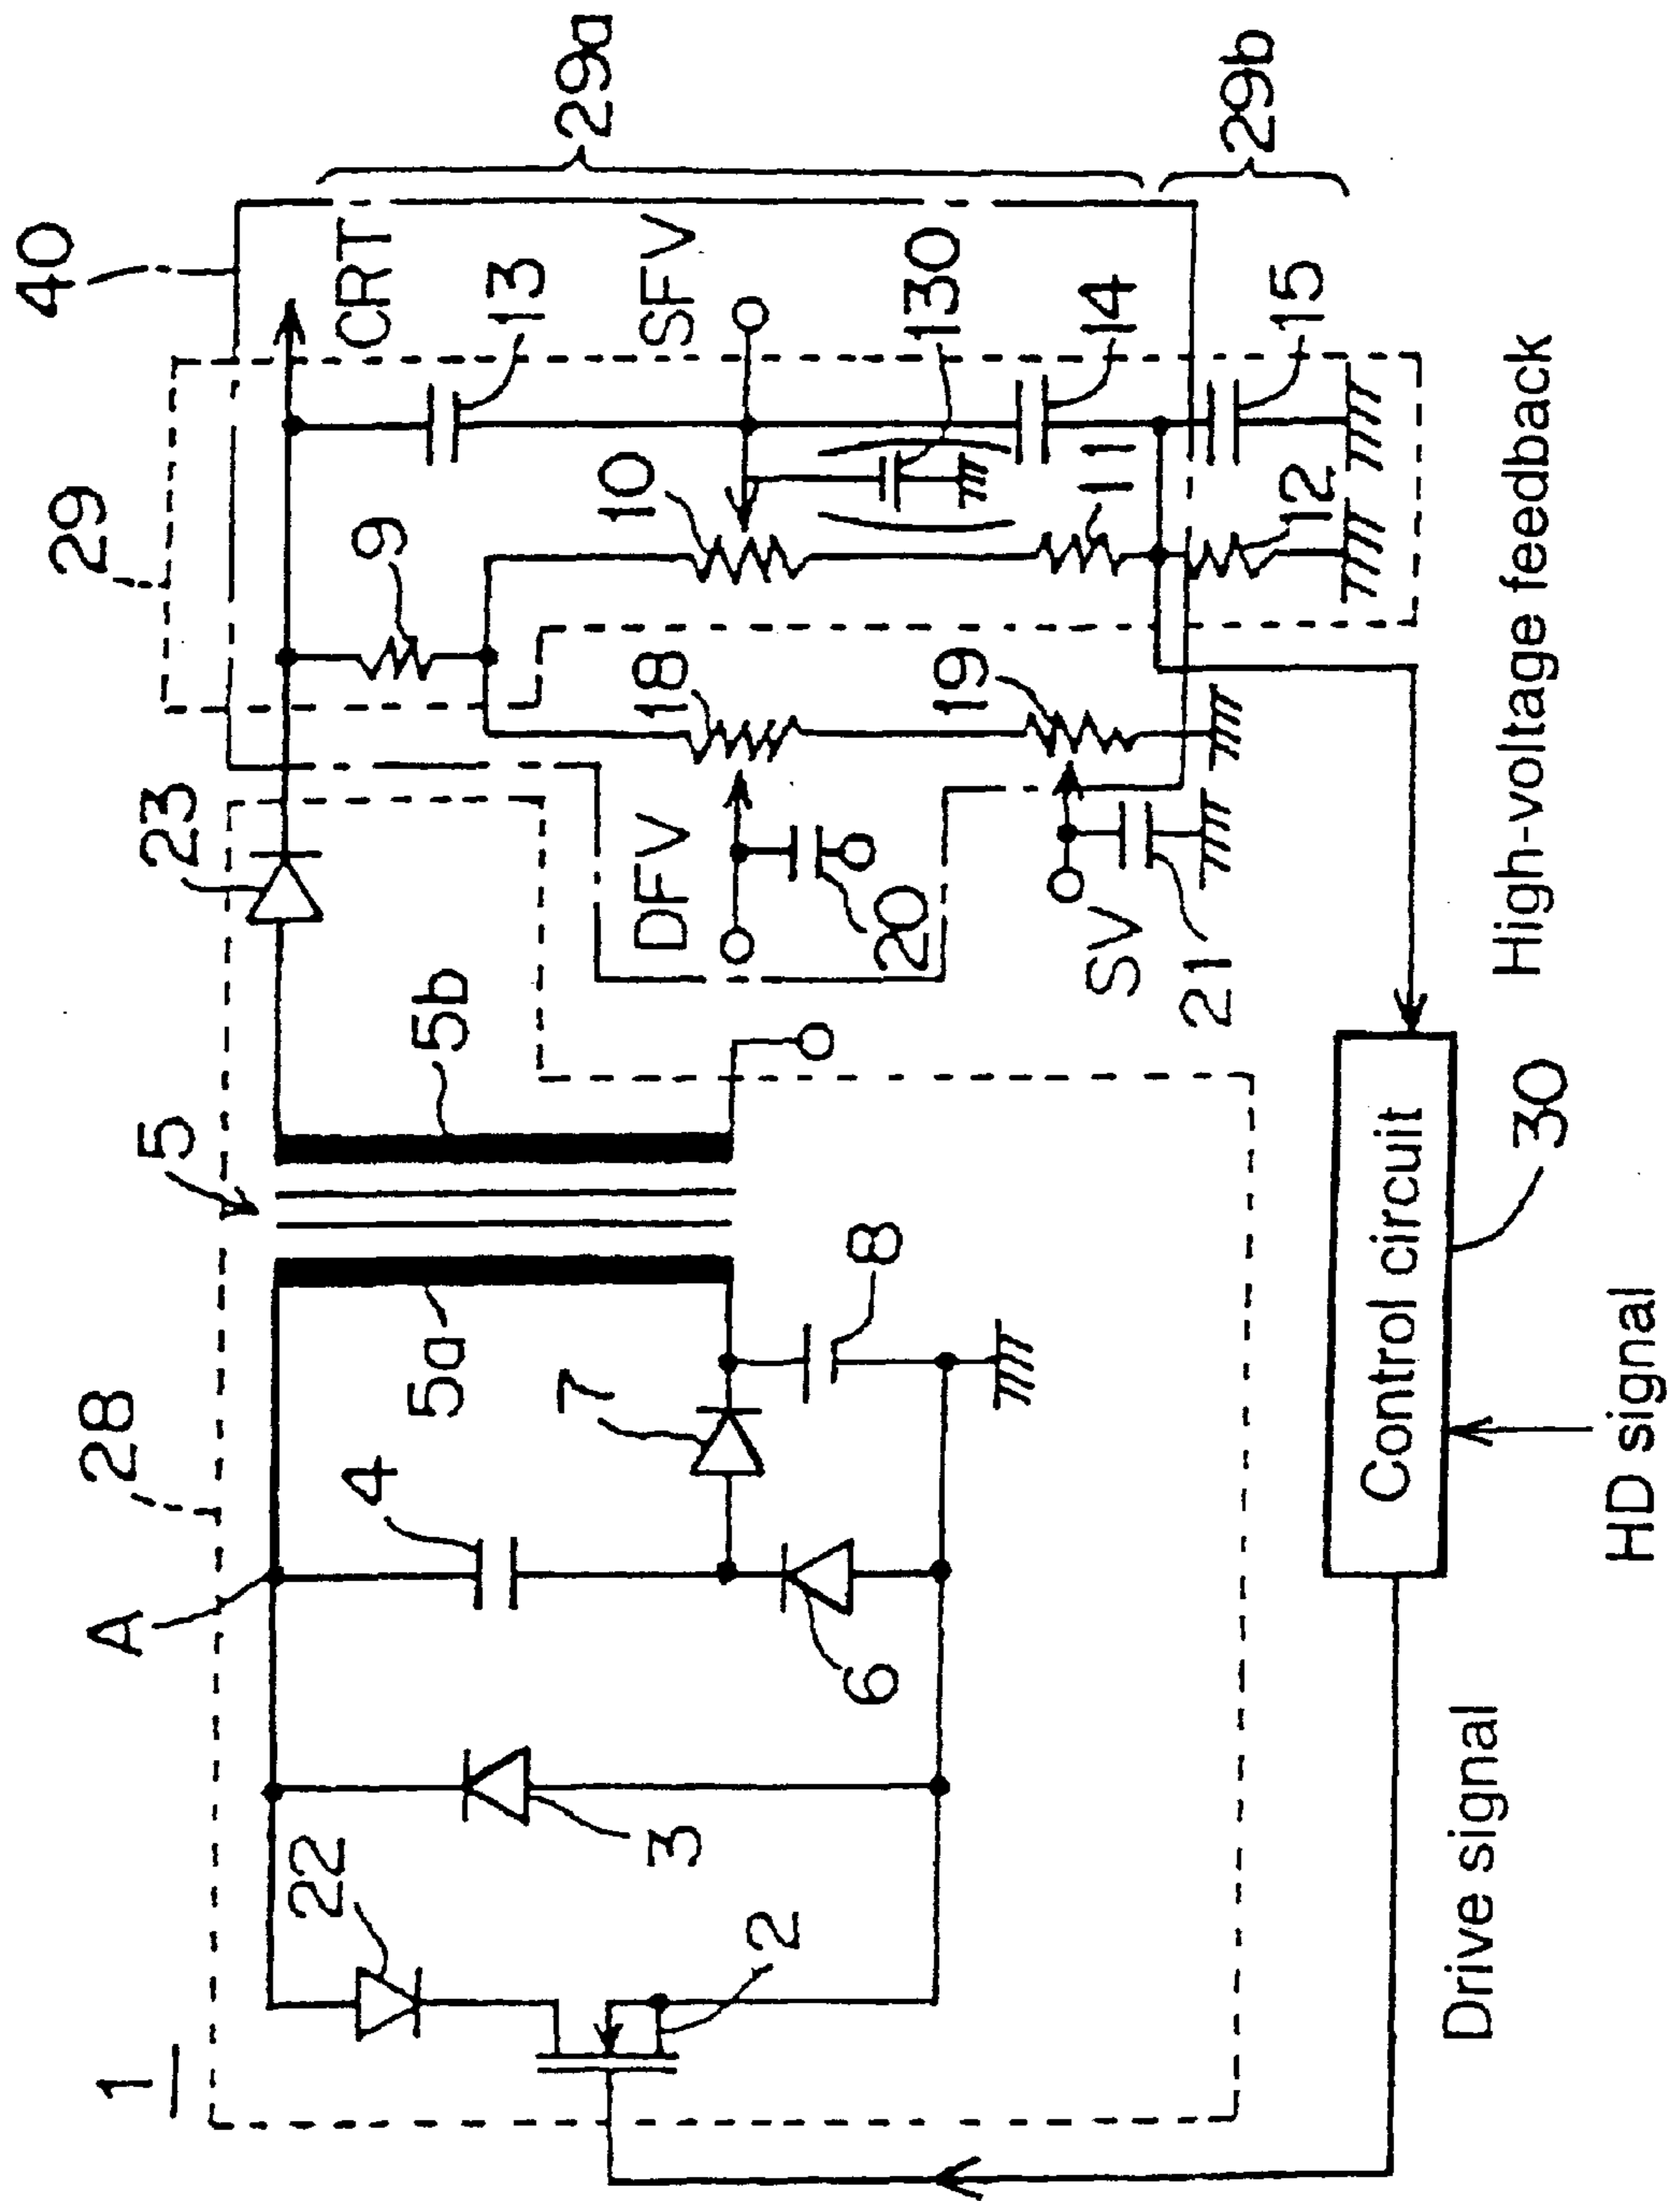 1
28
A
5
23
29
40
22
3
4
7
5a
5b
8
6
2
9
CRT
13
DFV
18
10
SFV
130
20
19
11
14
SV
21
12
15
29a
29b
Control circuit
30
Drive signal
HD signal
High-voltage feedback